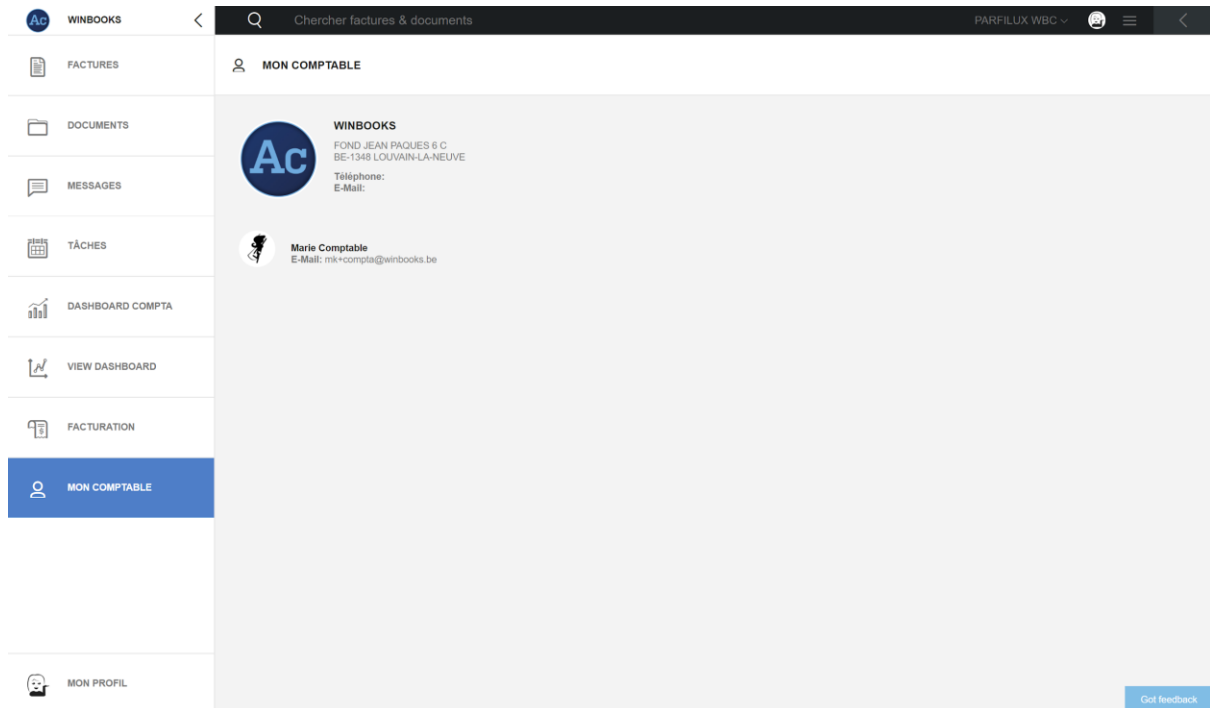 Ac WINBOOKS
Chercher factures & documents
PARFILUX WBC
FACTURES
DOCUMENTS
MESSAGES
TÂCHES
DASHBOARD COMPTA
VIEW DASHBOARD
FACTURATION
MON COMPTABLE
MON PROFIL
MON COMPTABLE
Ac
WINBOOKS
FOND JEAN PAQUES 6 C
BE-1348 LOUVAIN-LA-NEUVE
Téléphone:
E-Mail:
Marie Comptable
E-Mail: mk+compta@winbooks.be
Got feedback